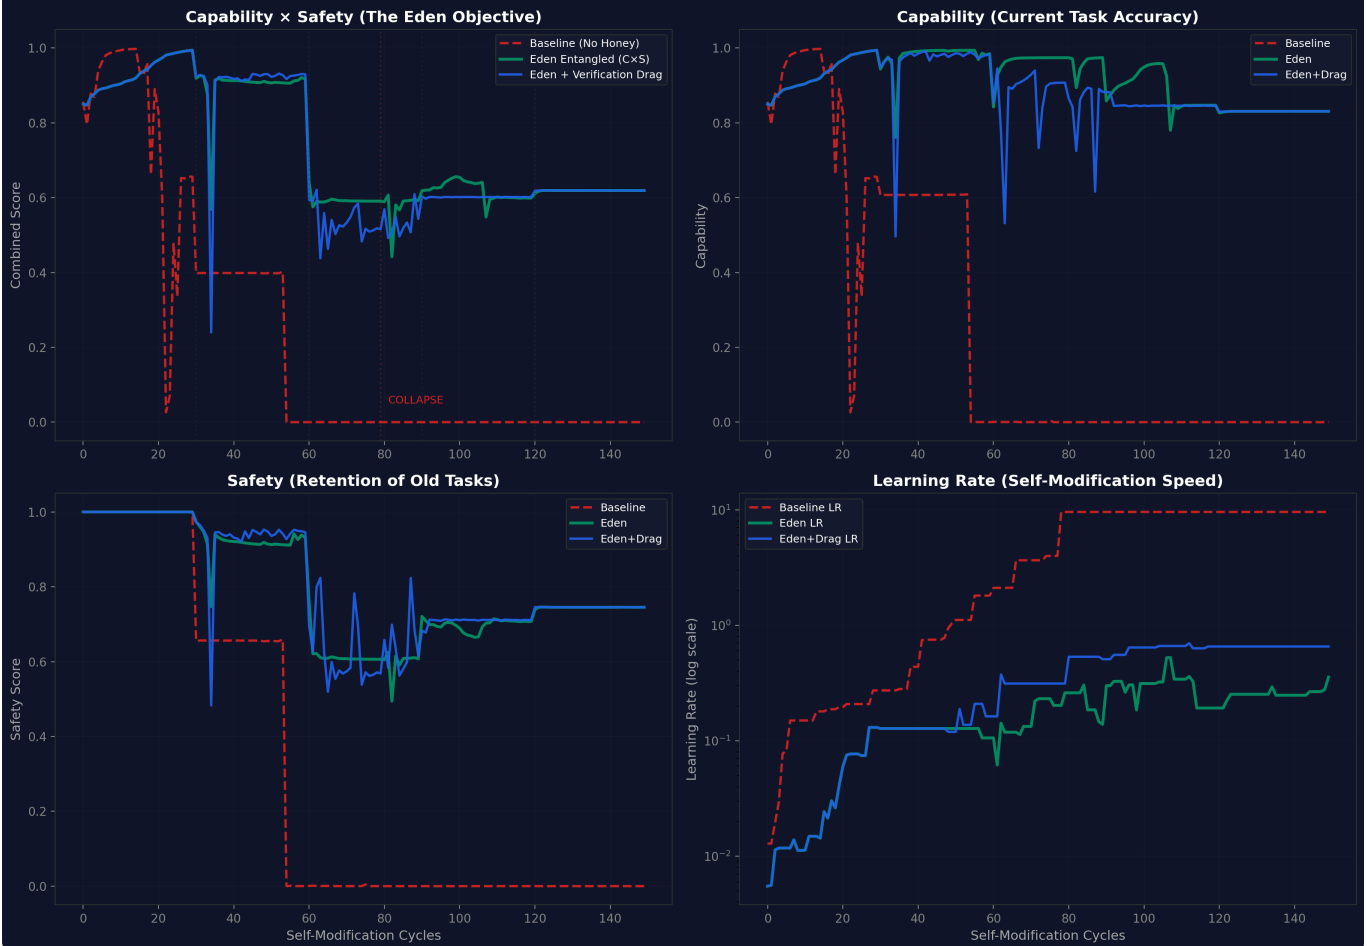 Capability × Safety (The Eden Objective)
Combined Score
1.0
0.8
0.6
0.4
0.2
0.0
Baseline (No Honey)
Eden Entangled (C×S)
Eden + Verification Drag
COLLAPSE
0 20 40 60 80 100 120 140
Capability (Current Task Accuracy)
Capability
1.0
0.8
0.6
0.4
0.2
0.0
Baseline
Eden
Eden+Drag
0 20 40 60 80 100 120 140
Safety (Retention of Old Tasks)
Safety Score
1.0
0.8
0.6
0.4
0.2
0.0
Baseline
Eden
Eden+Drag
0 20 40 60 80 100 120 140
Self-Modification Cycles
Learning Rate (Self-Modification Speed)
Learning Rate (log scale)
10¹
10⁰
10⁻¹
10⁻²
Baseline LR
Eden LR
Eden+Drag LR
0 20 40 60 80 100 120 140
Self-Modification Cycles